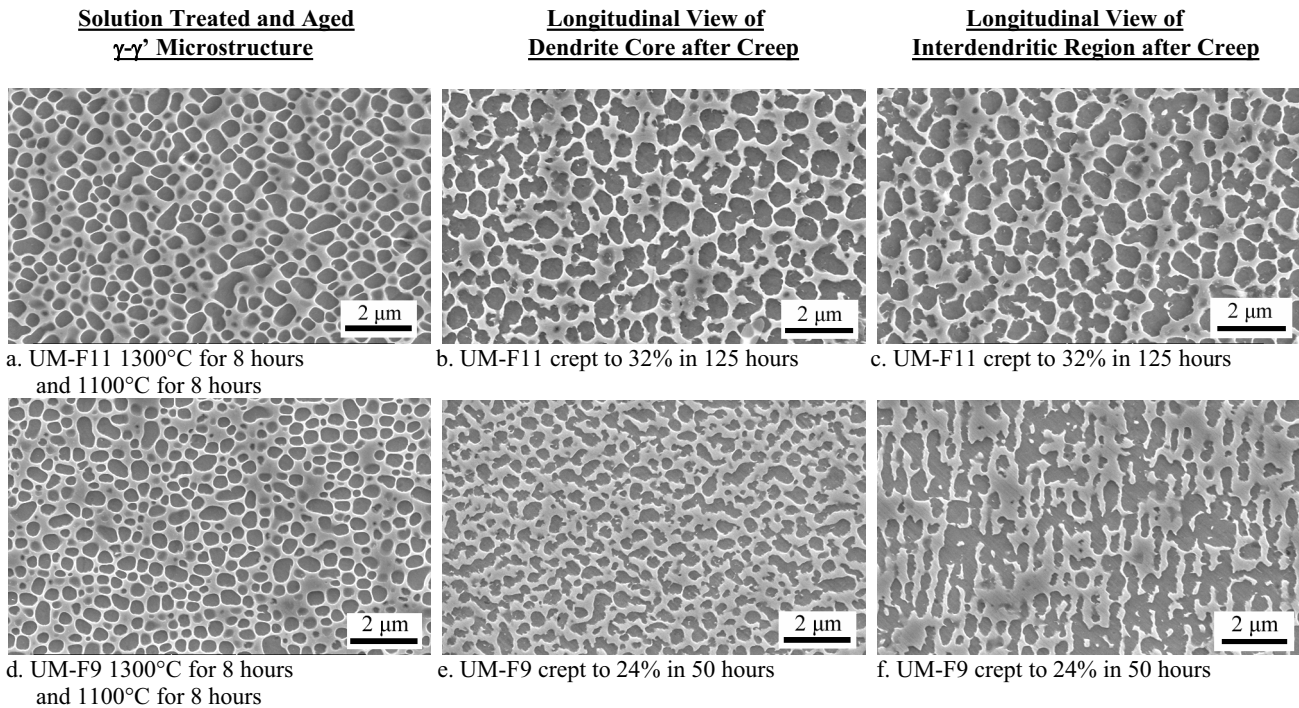 Solution Treated and Aged
γ-γ’ Microstructure
Longitudinal View of
Dendrite Core after Creep
Longitudinal View of
Interdendritic Region after Creep
2 μm
2 μm
2 μm
a. UM-F11 1300°C for 8 hours
and 1100°C for 8 hours
b. UM-F11 crept to 32% in 125 hours
c. UM-F11 crept to 32% in 125 hours
2 μm
2 μm
2 μm
d. UM-F9 1300°C for 8 hours
and 1100°C for 8 hours
e. UM-F9 crept to 24% in 50 hours
f. UM-F9 crept to 24% in 50 hours